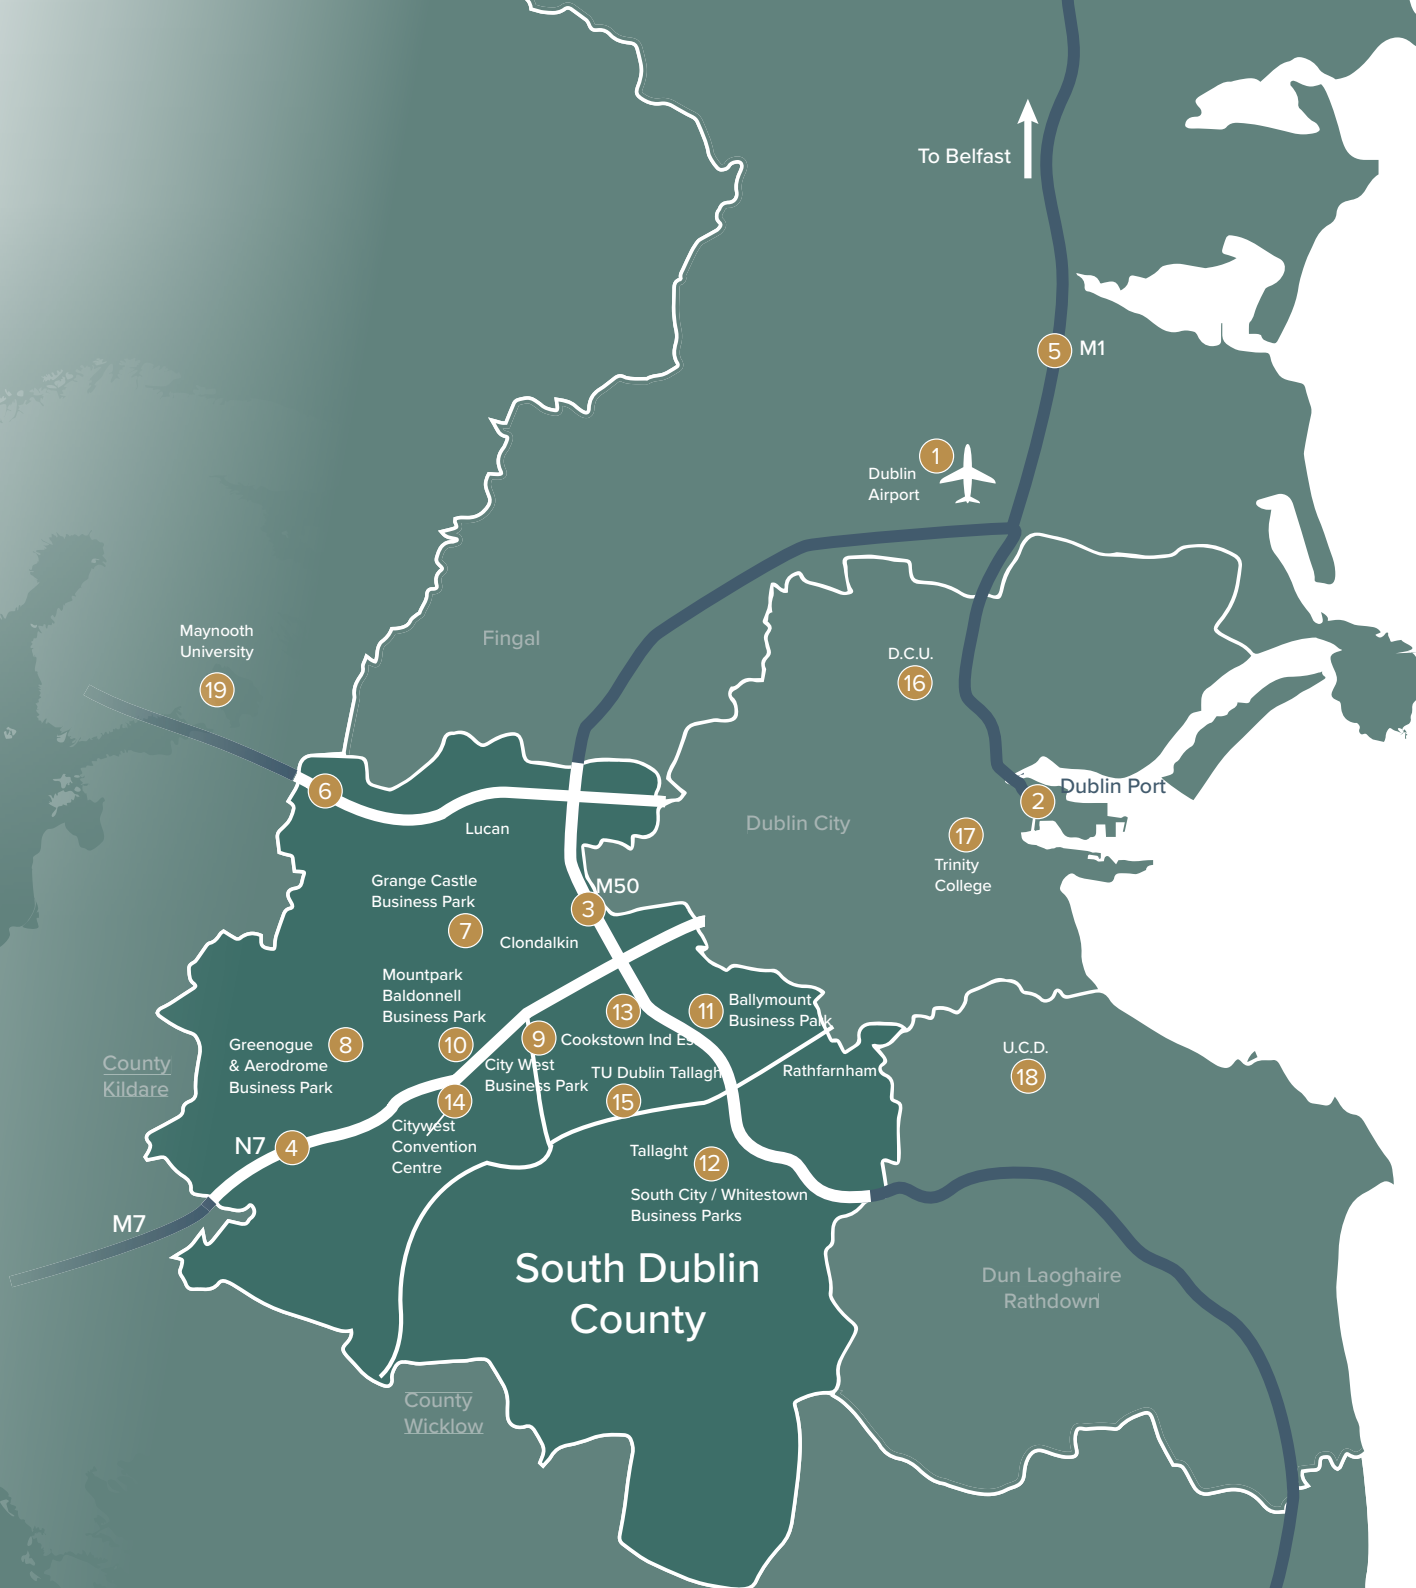 To Belfast
5 M1
1
Dublin
Airport
Maynooth
University
19
Fingal
D.C.U.
16
6
Dublin Port
2
Lucan
Dublin City
17
Trinity
College
Grange Castle
Business Park
7
M50
3
Clondalkin
Mountpark
Baldonnell
Business Park
10
Greenogue
& Aerodrome
Business Park
8
13
11
Ballymount
Business Park
9
Cookstown Ind Es
City West
Business Park
TU Dublin Tallagh
15
Rathfarnham
U.C.D.
18
County
Kildare
14
Citywest
Convention
Centre
N7 4
Tallaght
12
South City / Whitestown
Business Parks
M7
South Dublin
County
Dun Laoghaire
Rathdown
County
Wicklow